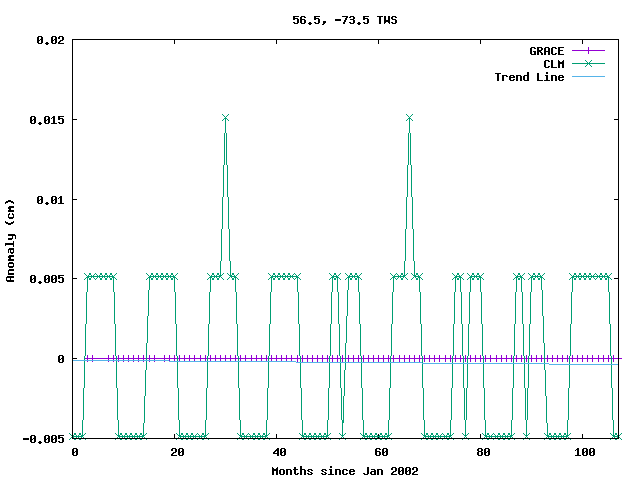 56.5, -73.5 TWS
GRACE
CLM
Trend Line
0.02
0.015
0.01
0.005
0
-0.005
Anomaly (cm)
0 20 40 60 80 100
Months since Jan 2002